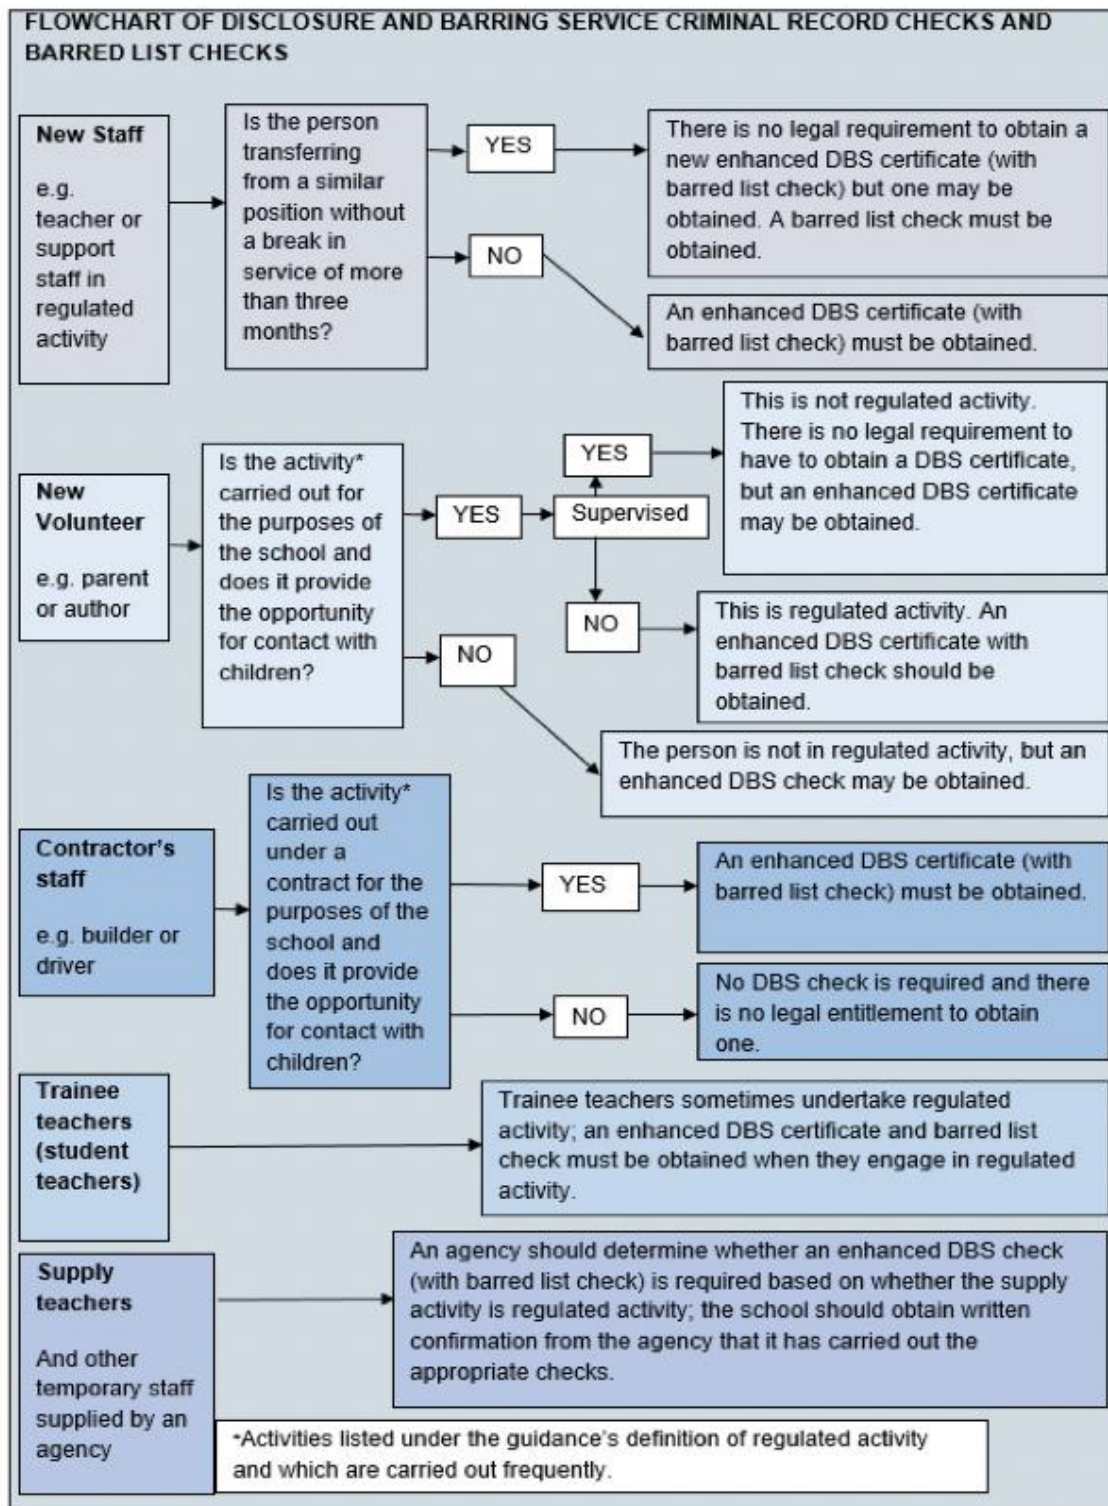 FLOWCHART OF DISCLOSURE AND BARRING SERVICE CRIMINAL RECORD CHECKS AND
BARRED LIST CHECKS
New Staff
e.g.
teacher or
support
staff in
regulated
activity
Is the person
transferring
from a similar
position without
a break in
service of more
than three
months?
YES
NO
There is no legal requirement to obtain a
new enhanced DBS certificate (with
barred list check) but one may be
obtained. A barred list check must be
obtained.
An enhanced DBS certificate (with
barred list check) must be obtained.
New
Volunteer
e.g. parent
or author
Is the activity*
carried out for
the purposes of
the school and
does it provide
the opportunity
for contact with
children?
YES
Supervised
YES
NO
NO
This is not regulated activity.
There is no legal requirement to
have to obtain a DBS certificate,
but an enhanced DBS certificate
may be obtained.
This is regulated activity. An
enhanced DBS certificate with
barred list check should be
obtained.
The person is not in regulated activity, but an
enhanced DBS check may be obtained.
Contractor's
staff
e.g. builder or
driver
Is the activity*
carried out
under a
contract for the
purposes of the
school and
does it provide
the opportunity
for contact with
children?
YES
NO
An enhanced DBS certificate (with
barred list check) must be obtained.
No DBS check is required and there
is no legal entitlement to obtain
one.
Trainee
teachers
(student
teachers)
Trainee teachers sometimes undertake regulated
activity; an enhanced DBS certificate and barred list
check must be obtained when they engage in regulated
activity.
Supply
teachers
And other
temporary staff
supplied by an
agency
An agency should determine whether an enhanced DBS check
(with barred list check) is required based on whether the supply
activity is regulated activity; the school should obtain written
confirmation from the agency that it has carried out the
appropriate checks.
*Activities listed under the guidance's definition of regulated activity
and which are carried out frequently.